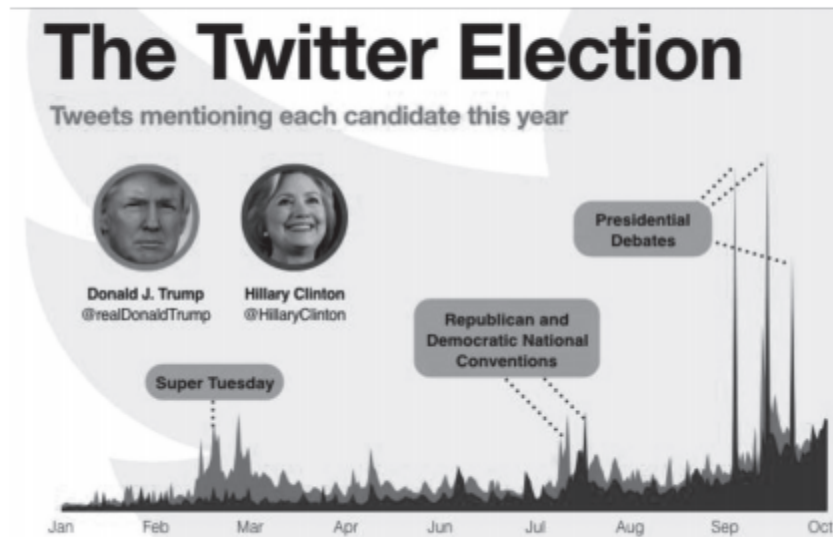 The Twitter Election
Tweets mentioning each candidate this year
Donald J. Trump
@realDonaldTrump
Hillary Clinton
@HillaryClinton
Super Tuesday
Republican and
Democratic National
Conventions
Presidential
Debates
Jan Feb Mar Apr Jun Jul Aug Sep Oct